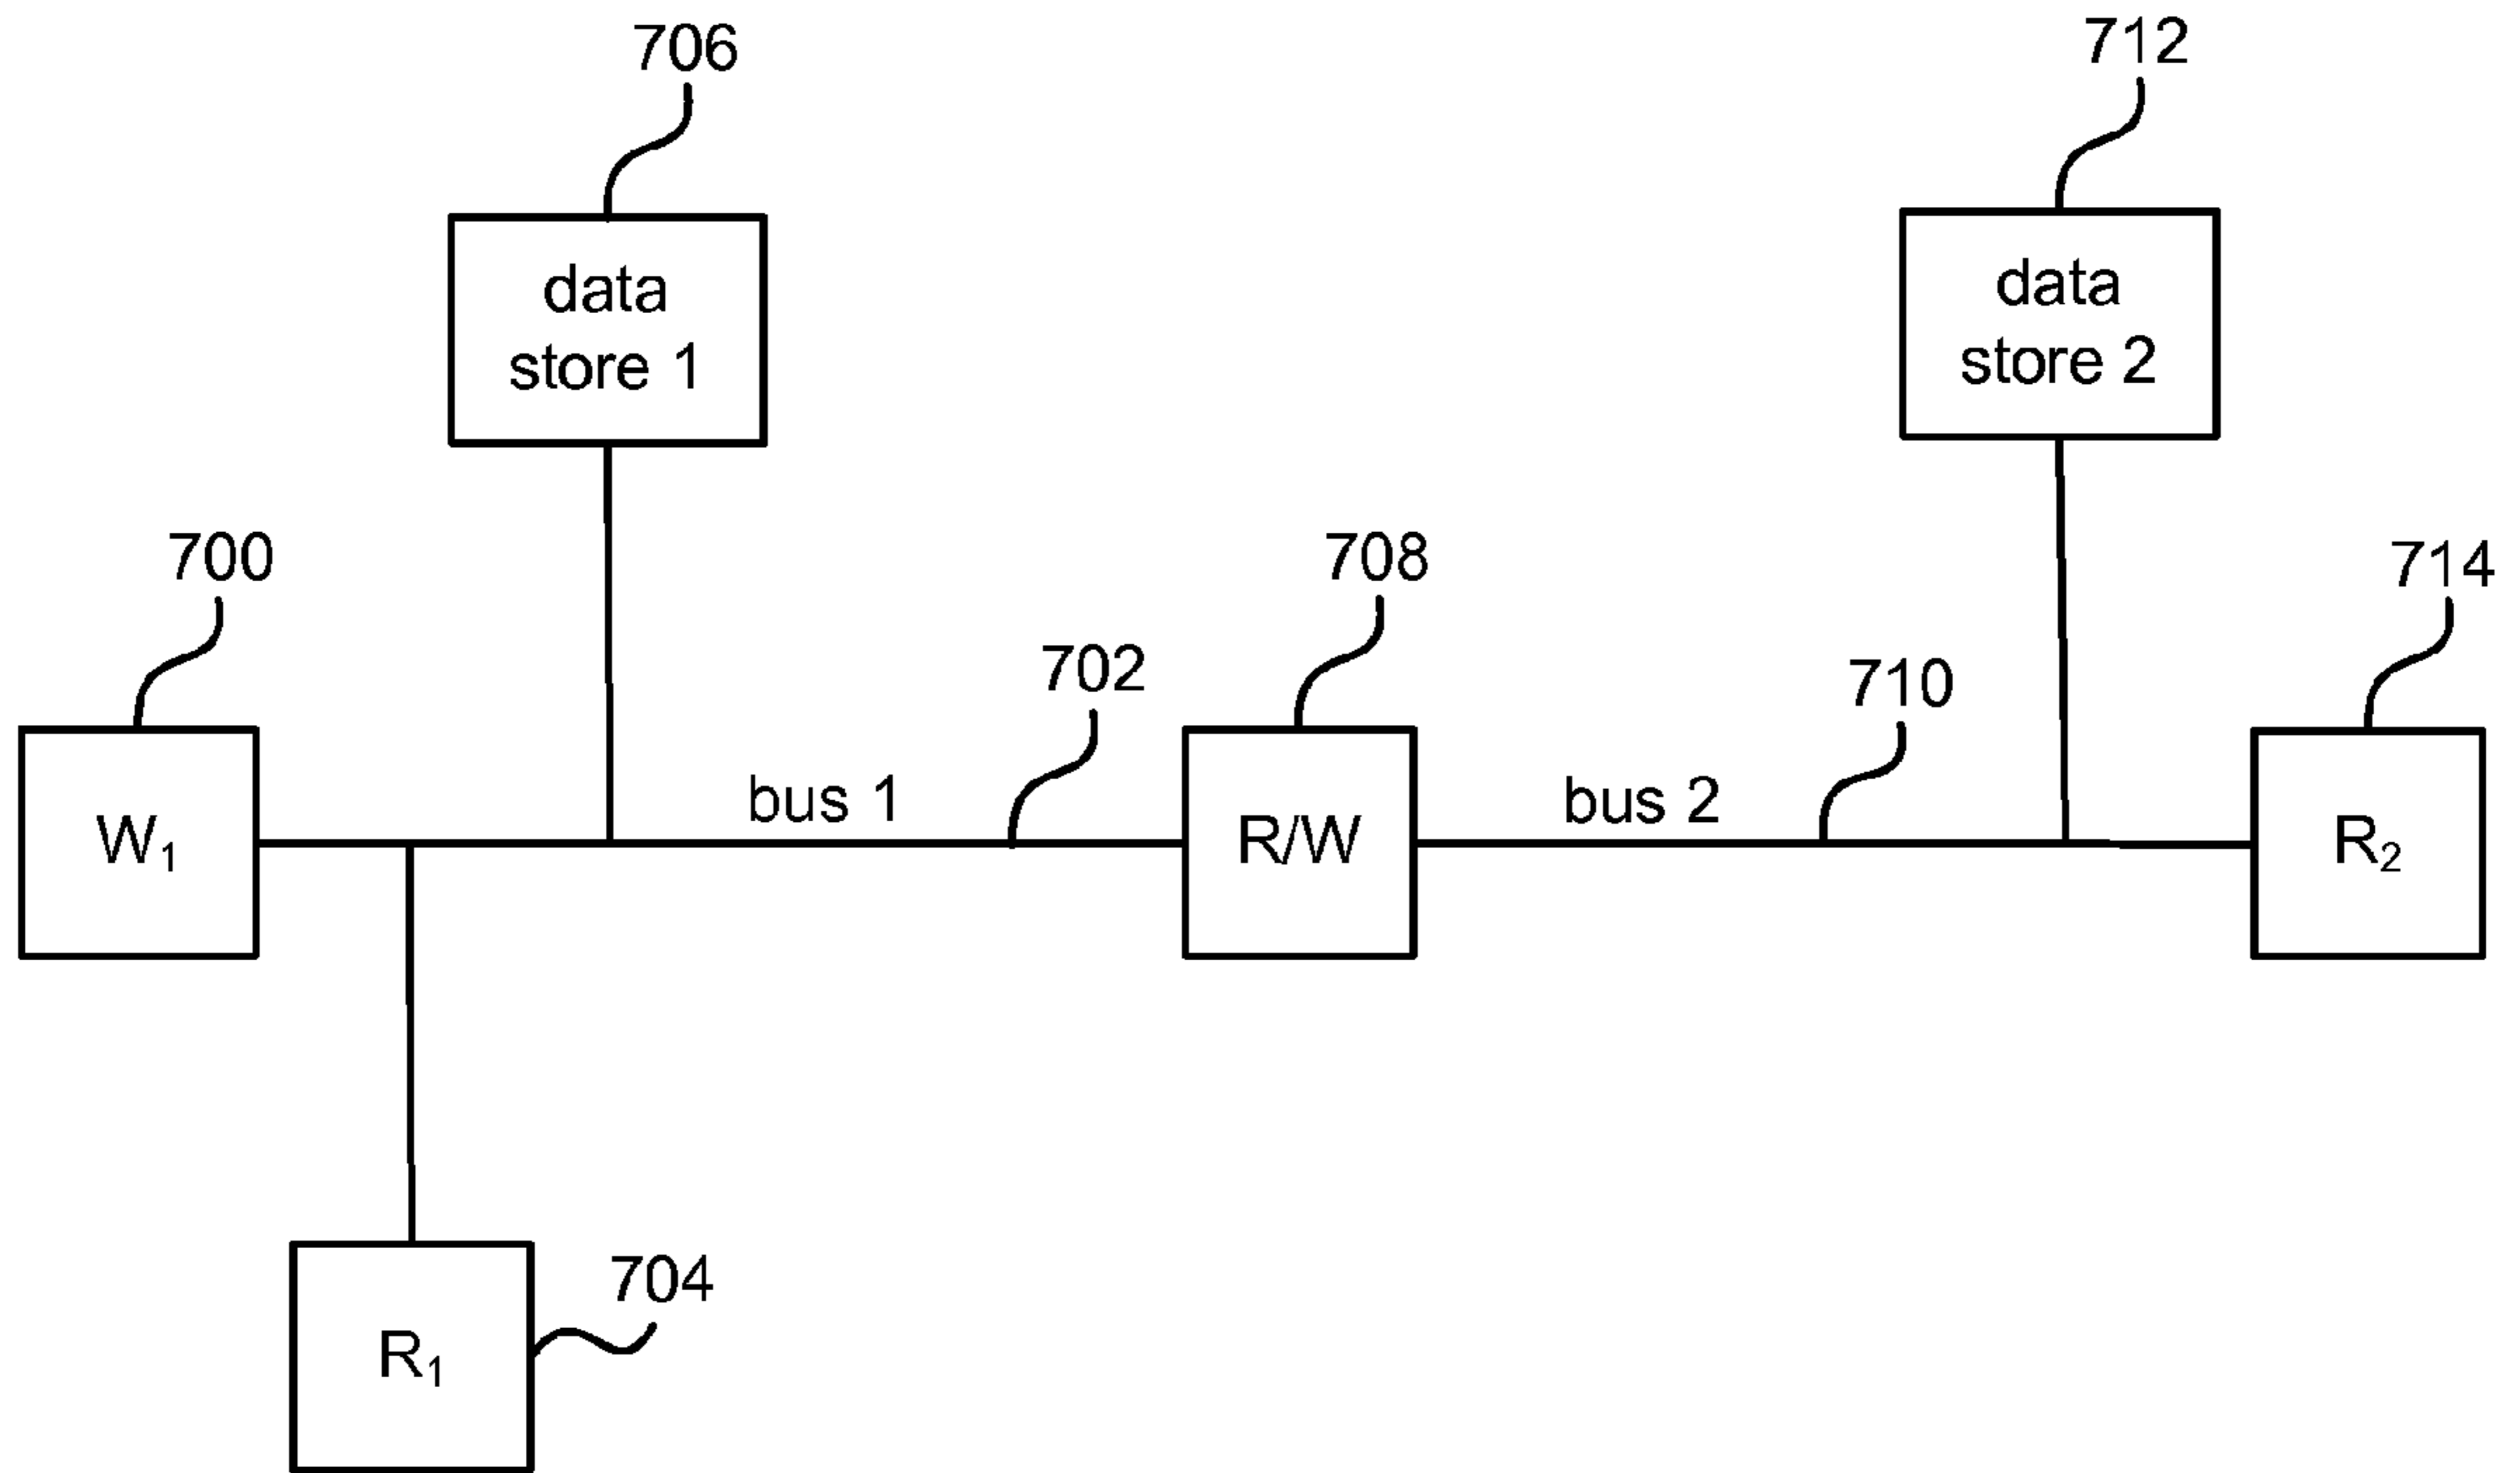 706
712
data
store 1
data
store 2
700
708
714
702
710
bus 1
bus 2
W1
R/W
R2
704
R1